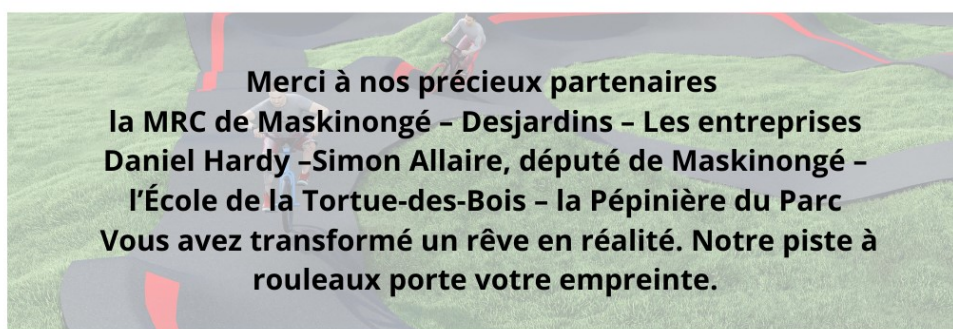 Merci à nos précieux partenaires
la MRC de Maskinongé – Desjardins – Les entreprises
Daniel Hardy –Simon Allaire, député de Maskinongé –
l’École de la Tortue-des-Bois – la Pépinière du Parc
Vous avez transformé un rêve en réalité. Notre piste à
rouleaux porte votre empreinte.